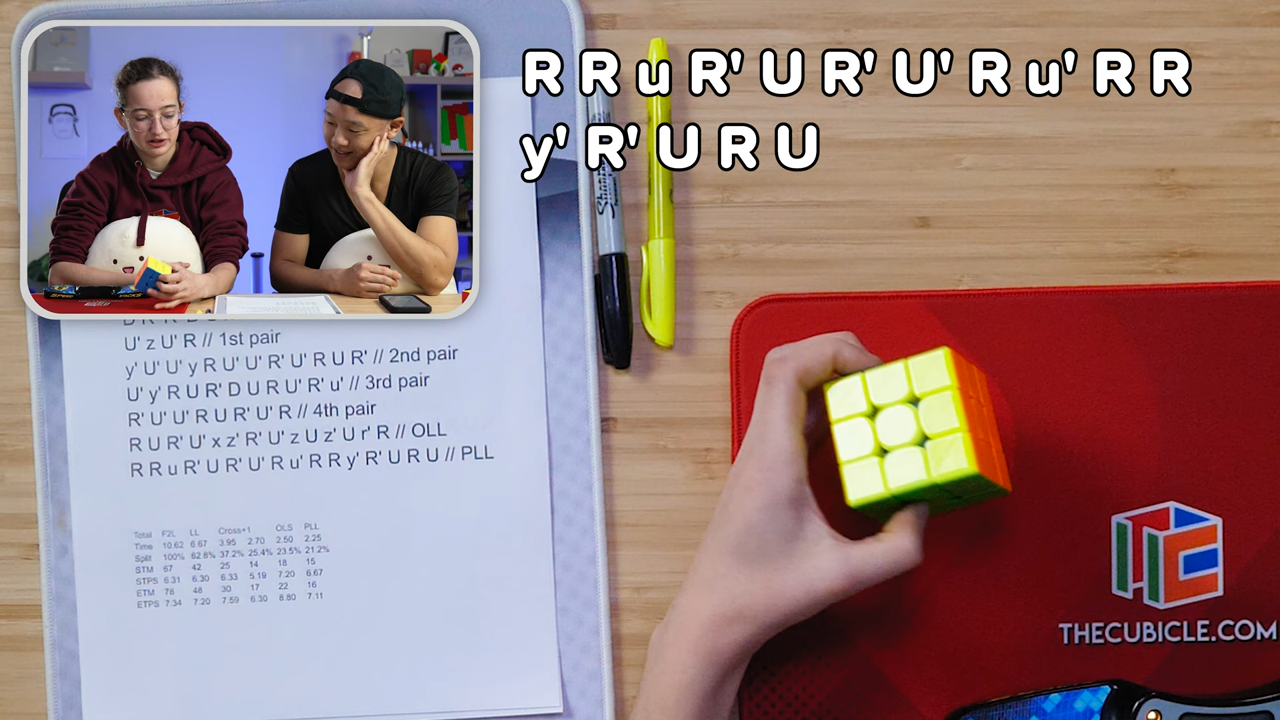 R R u R' U R' U' R u' R R
y' R' U R U
U' z U' R // 1st pair
y' U' U' y R U' U' R' U' R U R' // 2nd pair
U' y' R U R' D U R U' R' u' // 3rd pair
R' U' U' R U R' U' R // 4th pair
R U R' U' x z' R' U' z U z' U r' R // OLL
R R u R' U R' U' R u' R R y' R' U R U // PLL
Total F2L LL Cross+1 OLS PLL
Time 10.62 6.67 3.95 2.70 2.50 2.25
Split 100% 62.8% 37.2% 25.4% 23.5% 21.2%
STM 67 42 25 14 18 15
STPS 6.31 6.30 6.33 5.19 7.20 6.67
ETM 78 48 30 17 22 16
ETPS 7.34 7.20 7.59 6.30 8.80 7.11
Sharpie
THECUBICLE.COM